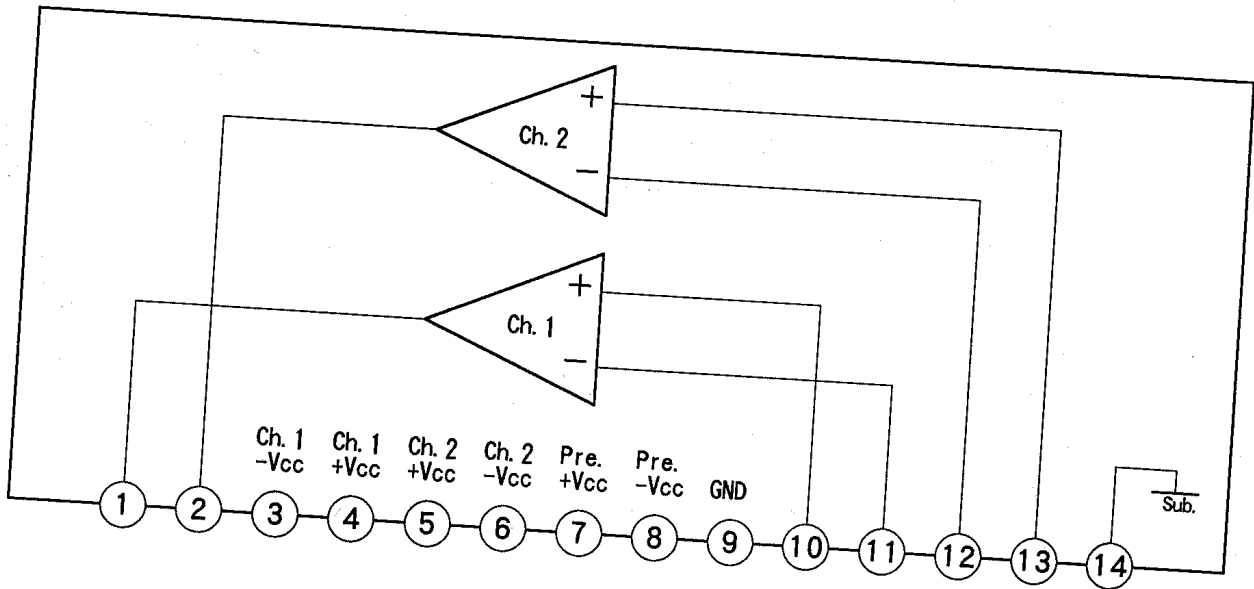 +
Ch. 2
−
+
Ch. 1
−
Ch. 1 Ch. 1 Ch. 2 Ch. 2 Pre. Pre.
-Vcc +Vcc +Vcc -Vcc +Vcc -Vcc GND
Sub.
1 2 3 4 5 6 7 8 9 10 11 12 13 14